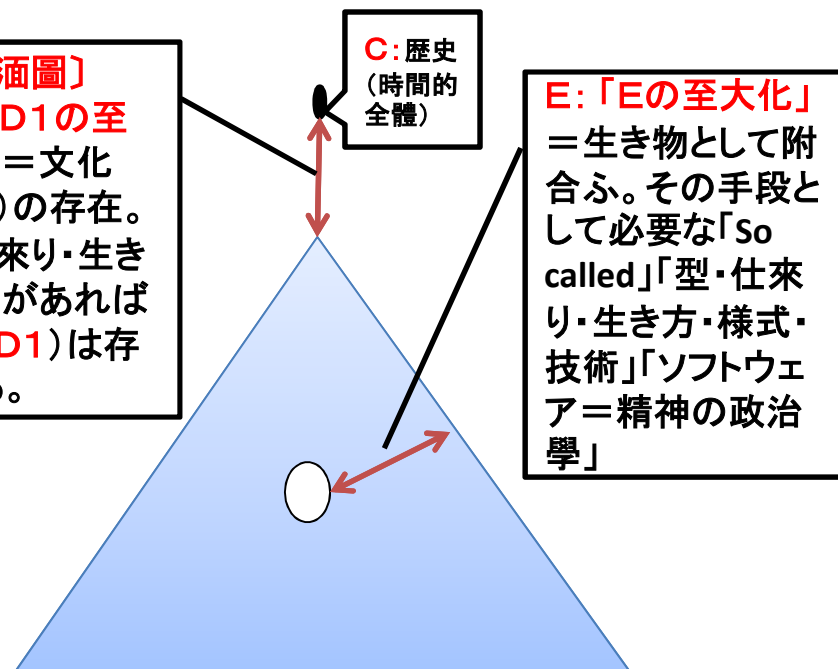 湎圖〕
D1の至
＝文化
)の存在。
來り・生き
があれば
D1)は存
。
C:歴史
(時間的
全體)
E:「Eの至大化」
＝生き物として附
合ふ。その手段と
して必要な「So
called」「型・仕來
り・生き方・様式・
技術」「ソフトウェ
ア＝精神の政治
學」